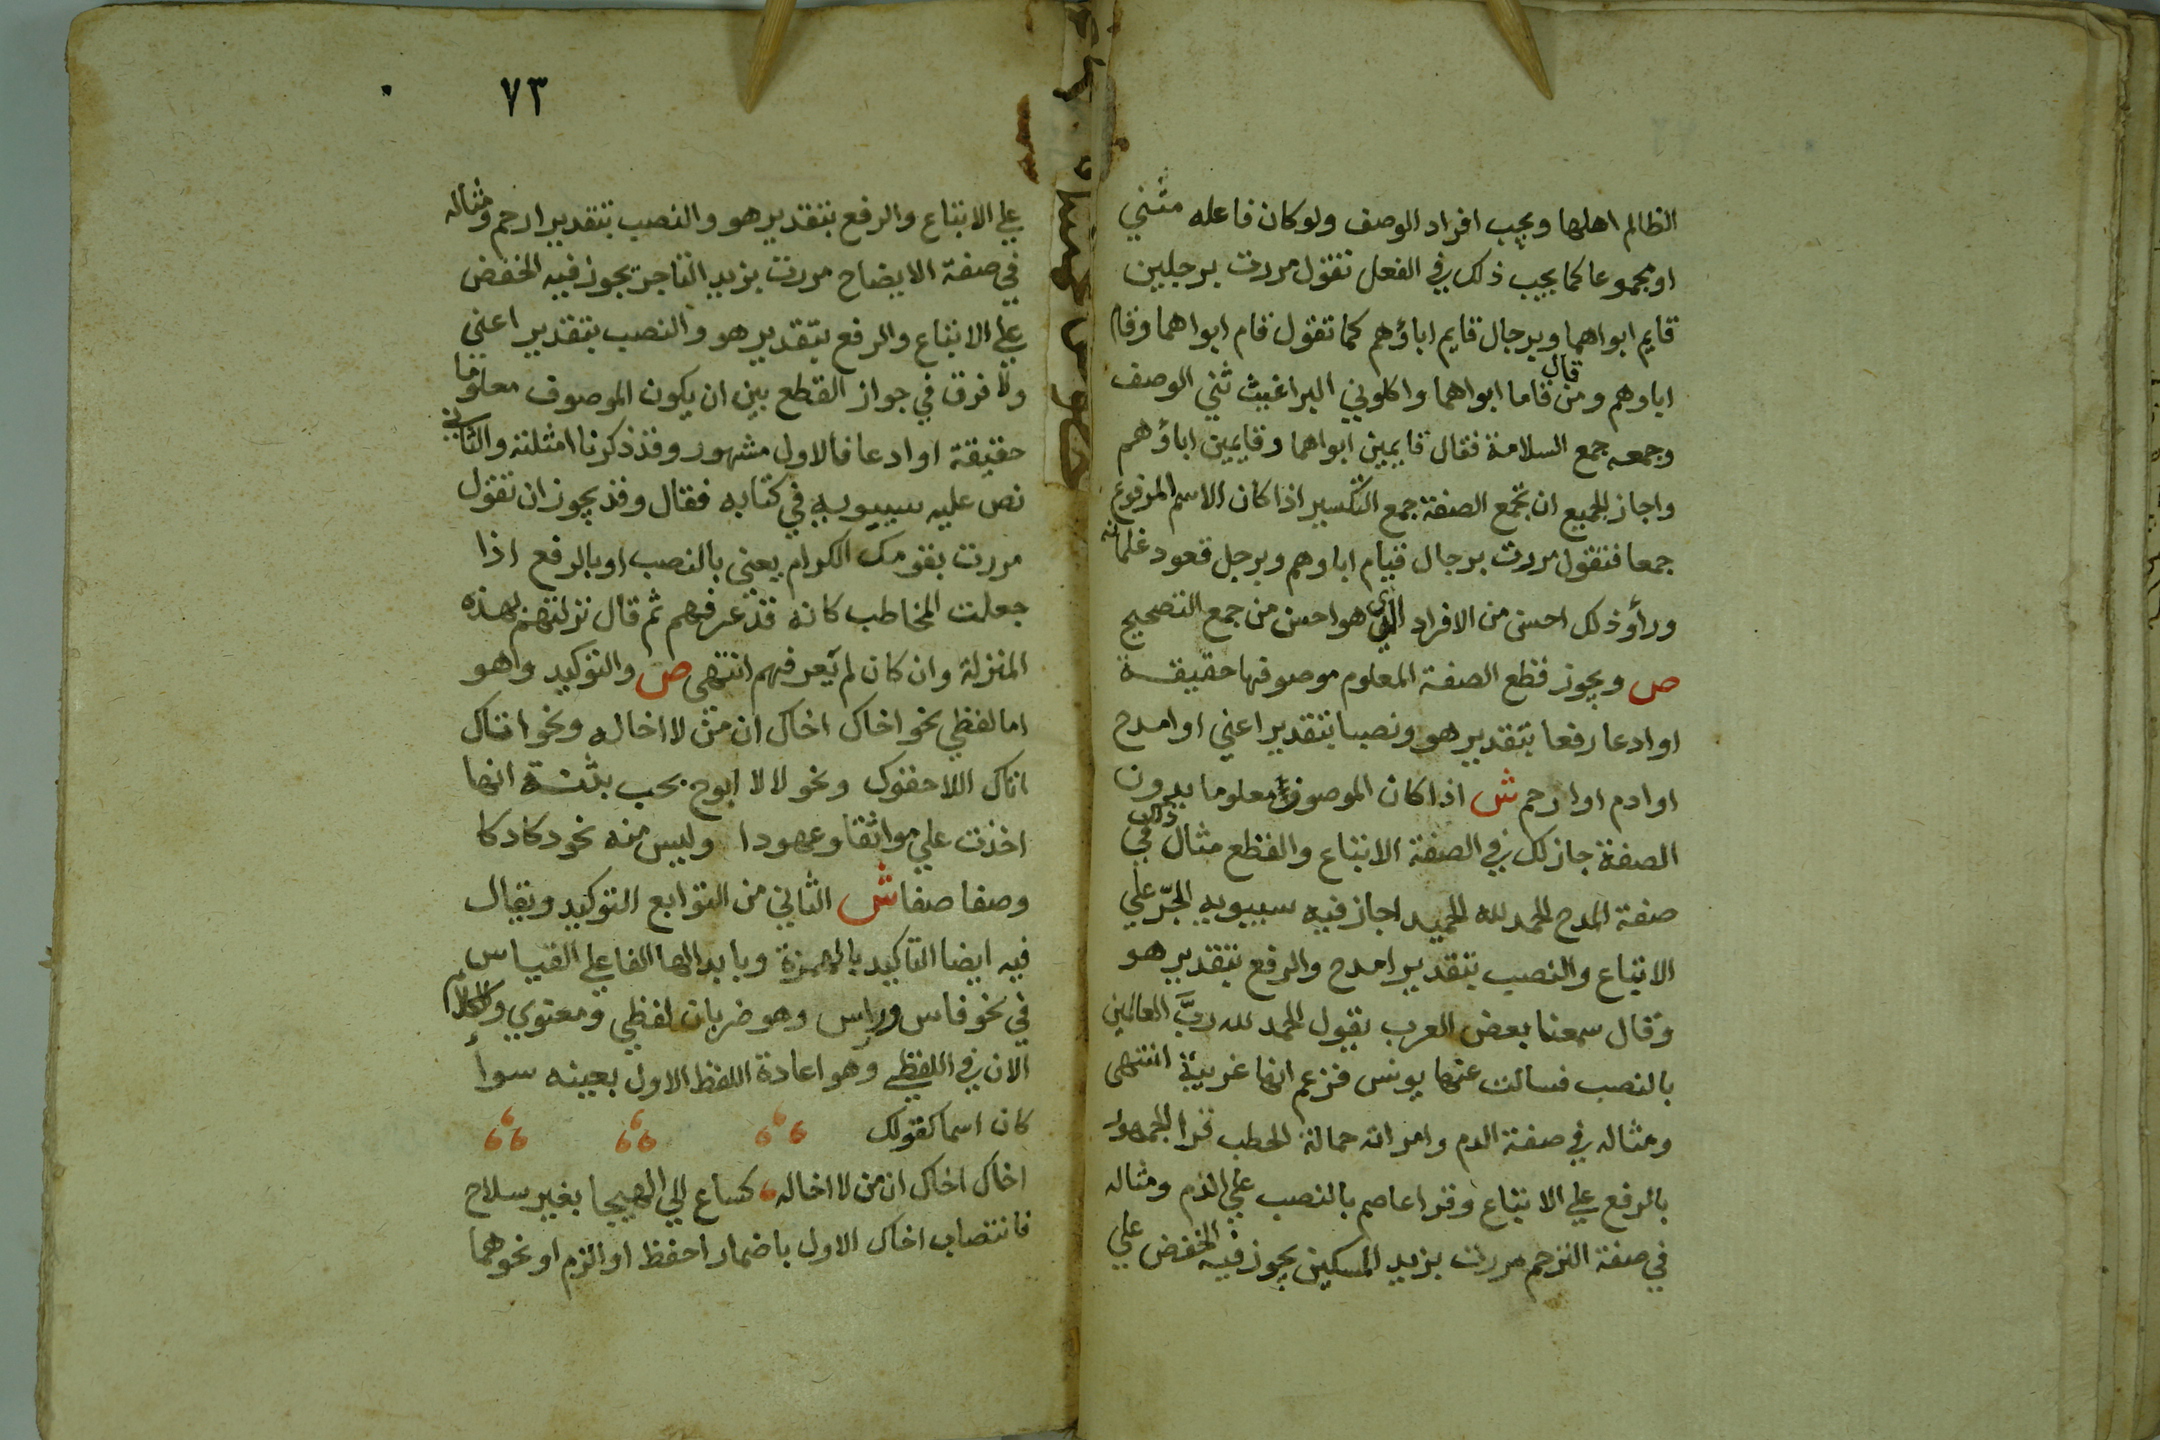 الظالم اهلها ويجب افراد الوصف ولو كان فاعله مثني
او مجموعا كما يجب ذلك في الفعل تقول مررت برجلين
قايم ابواهما وبرجال قايم اباؤهم كما تقول قام ابواهما وقام
اباوهم ومن قال قاما ابواهما واكلوني البراغيث ثني الوصف
وجمعه جمع السلامة فقال قايمين ابواهما وقايمين اباؤهم
واجاز الجميع ان تجمع الصفة جمع التكسير اذا كان الاسم المرفوع
جمعا فتقول مررت برجال قيام اباوهم وبرجل قعود غلمانه
ورأو ذلك احسن من الافراد الذي هو احسن من جمع التصحيح
ص ويجوز قطع الصفة المعلوم موصوفها حقيقة
او ادعا رفعا بتقدير هو ونصبا بتقدير اعني او امدح
او اذم او ارحم ش اذا كان الموصوف معلوما بدون
الصفة جاز لك في الصفة الاتباع والقطع مثال ذلك في
صفة المدح الحمد لله الحميد اجاز فيه سيبويه الجرّ علي
الاتباع والنصب بتقدير امدح والرفع بتقدير هو
وقال سمعنا بعض العرب يقول الحمد لله ربَّ العالمين
بالنصب فسالت عنها يونس فزعم انها عربية انتهى
ومثاله في صفة الدم وامراته حمالة الحطب قرا الجمهور
بالرفع علي الاتباع وقرا عاصم بالنصب علي الذم ومثاله
في صفة الترحم مررت بزيد المسكين يجوز فيه الخفض علي
٧٣
علي الاتباع والرفع بتقدير هو والنصب بتقدير ارحم ومثاله
في صفة الايضاح مررت بزيد التاجر يجوز فيه الخفض
علي الاتباع والرفع بتقدير هو والنصب بتقدير اعني
ولا فرق في جواز القطع بين ان يكون الموصوف معلوما
حقيقة او ادعا فالاول مشهور وقد ذكرنا امثلته والثاني
نص عليه سيبويه في كتابه فقال وقد يجوز ان تقول
مررت بقومك الكرام يعني بالنصب او بالرفع اذا
جعلت المخاطب كانه قد عرفهم ثم قال نزلتهم بهذه
المنزلة وان كان لم يعرفهم انتهى ص والتوكيد وهو
اما لفظي نحو اخاك اخاك ان من لا اخا له ونحو اتاك
اتاك اللاحقوك ونحو لا لا ابوح بحب بثنة انها
اخذت علي مواثقا وعهودا وليس منه نحو دكا دكا
وصفا صفا ش الثاني من التوابع التوكيد ويقال
فيه ايضا التاكيد بالهمزة وبابدالها الفا علي القياس
في نحو فاس وراس وهو ضربان لفظي ومعنوي والكلام
الان في اللفظي وهو اعادة اللفظ الاول بعينه سوأ
كان اسما كقولك
اخاك اخاك ان من لا اخا له كساع الي الهيجا بغير سلاح
فانتصاب اخاك الاول باضمار احفظ او الزم او نحوهما